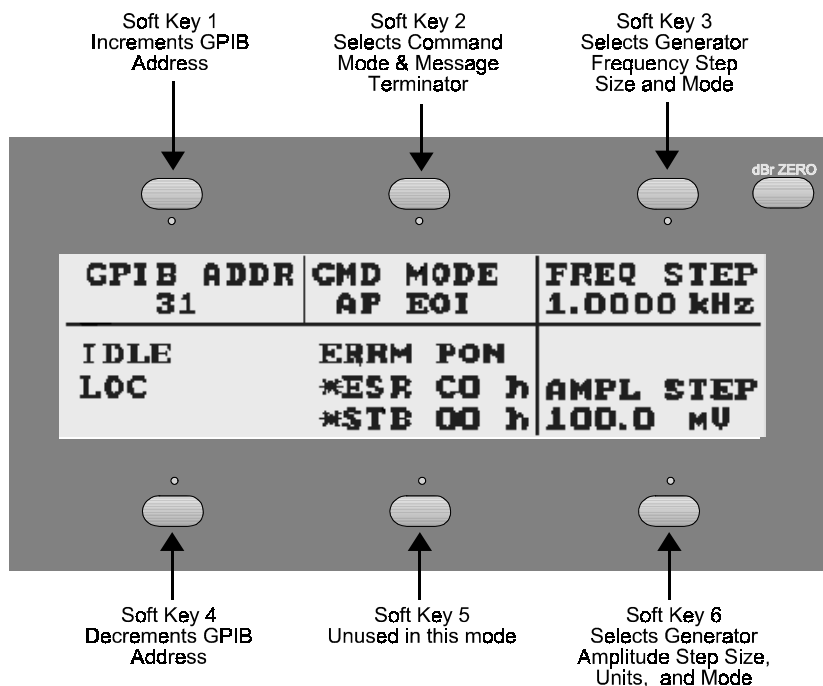 Soft Key 1
Increments GPIB
Address
Soft Key 2
Selects Command
Mode & Message
Terminator
Soft Key 3
Selects Generator
Frequency Step
Size and Mode
dBr ZERO
GPIB ADDR
31
CMD MODE
AP EOI
FREQ STEP
1.0000 kHz
IDLE
LOC
ERRM PON
*ESR C0 h
*STB 00 h
AMPL STEP
100.0 mV
Soft Key 4
Decrements GPIB
Address
Soft Key 5
Unused in this mode
Soft Key 6
Selects Generator
Amplitude Step Size,
Units, and Mode